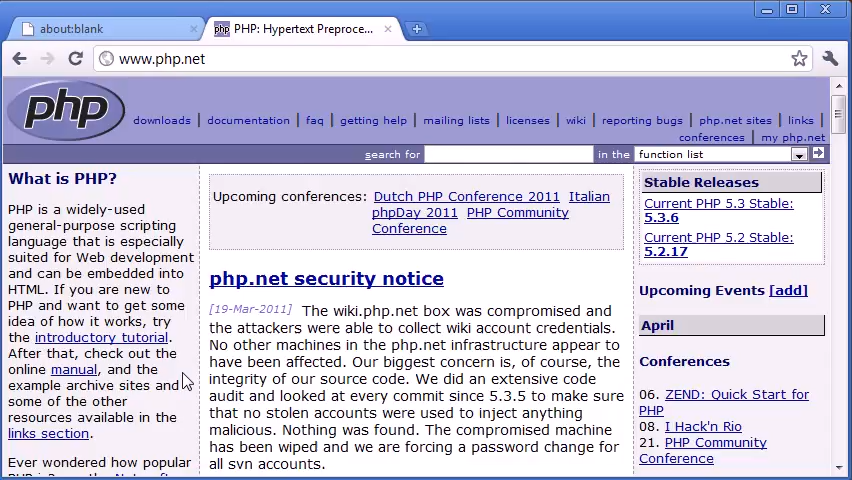 about:blank
php PHP: Hypertext Preproce...
www.php.net
php
downloads | documentation | faq | getting help | mailing lists | licenses | wiki | reporting bugs | php.net sites | links |
conferences | my php.net
search for in the function list
What is PHP?
PHP is a widely-used
general-purpose scripting
language that is especially
suited for Web development
and can be embedded into
HTML. If you are new to
PHP and want to get some
idea of how it works, try
the introductory tutorial.
After that, check out the
online manual, and the
example archive sites and
some of the other
resources available in the
links section.
Ever wondered how popular
Upcoming conferences: Dutch PHP Conference 2011 Italian
phpDay 2011 PHP Community
Conference
php.net security notice
[19-Mar-2011] The wiki.php.net box was compromised and
the attackers were able to collect wiki account credentials.
No other machines in the php.net infrastructure appear to
have been affected. Our biggest concern is, of course, the
integrity of our source code. We did an extensive code
audit and looked at every commit since 5.3.5 to make sure
that no stolen accounts were used to inject anything
malicious. Nothing was found. The compromised machine
has been wiped and we are forcing a password change for
all svn accounts.
Stable Releases
Current PHP 5.3 Stable:
5.3.6
Current PHP 5.2 Stable:
5.2.17
Upcoming Events [add]
April
Conferences
06. ZEND: Quick Start for
PHP
08. I Hack'n Rio
21. PHP Community
Conference